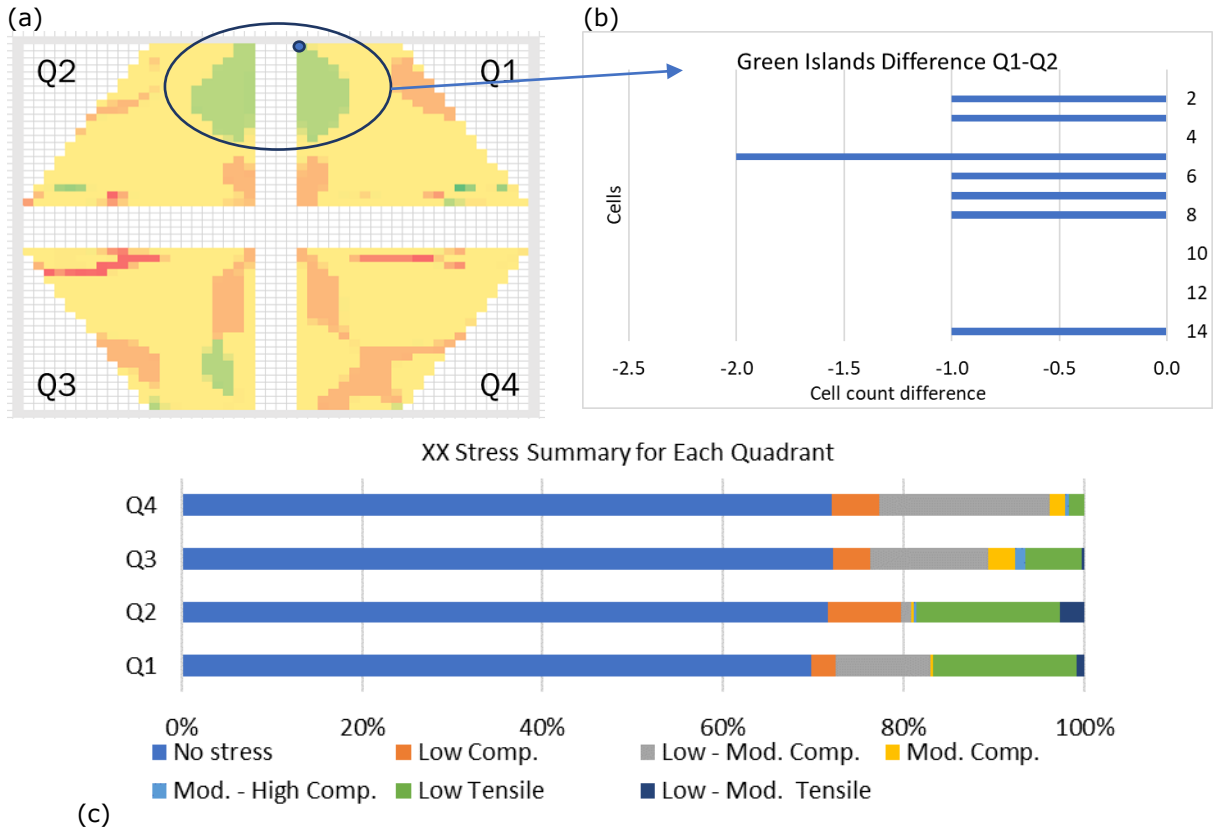 (a)
Q2
Q1
Q3
Q4
(b)
Green Islands Difference Q1-Q2
2
4
6
8
10
12
14
Cells
-2.5 -2.0 -1.5 -1.0 -0.5 0.0
Cell count difference
XX Stress Summary for Each Quadrant
Q4
Q3
Q2
Q1
0% 20% 40% 60% 80% 100%
No stress Low Comp. Low - Mod. Comp. Mod. Comp.
Mod. - High Comp. Low Tensile Low - Mod. Tensile
(c)